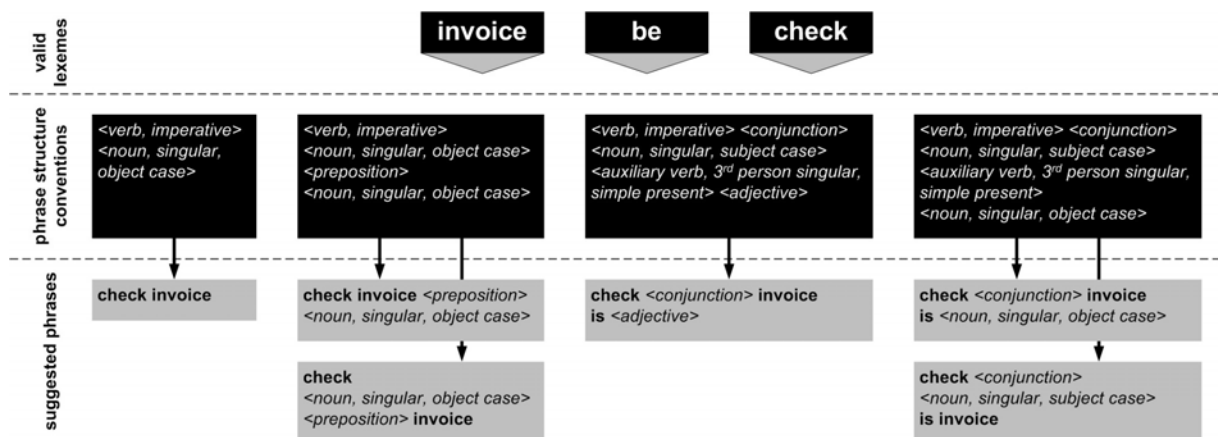 valid
lexemes
invoice
be
check
phrase structure
conventions
<verb, imperative>
<noun, singular,
object case>
<verb, imperative>
<noun, singular, object case>
<preposition>
<noun, singular, object case>
<verb, imperative> <conjunction>
<noun, singular, subject case>
<auxiliary verb, 3rd person singular,
simple present> <adjective>
<verb, imperative> <conjunction>
<noun, singular, subject case>
<auxiliary verb, 3rd person singular,
simple present>
<noun, singular, object case>
suggested phrases
check invoice
check invoice <preposition>
<noun, singular, object case>
check <conjunction> invoice
is <adjective>
check <conjunction> invoice
is <noun, singular, object case>
check
<noun, singular, object case>
<preposition> invoice
check <conjunction>
<noun, singular, subject case>
is invoice